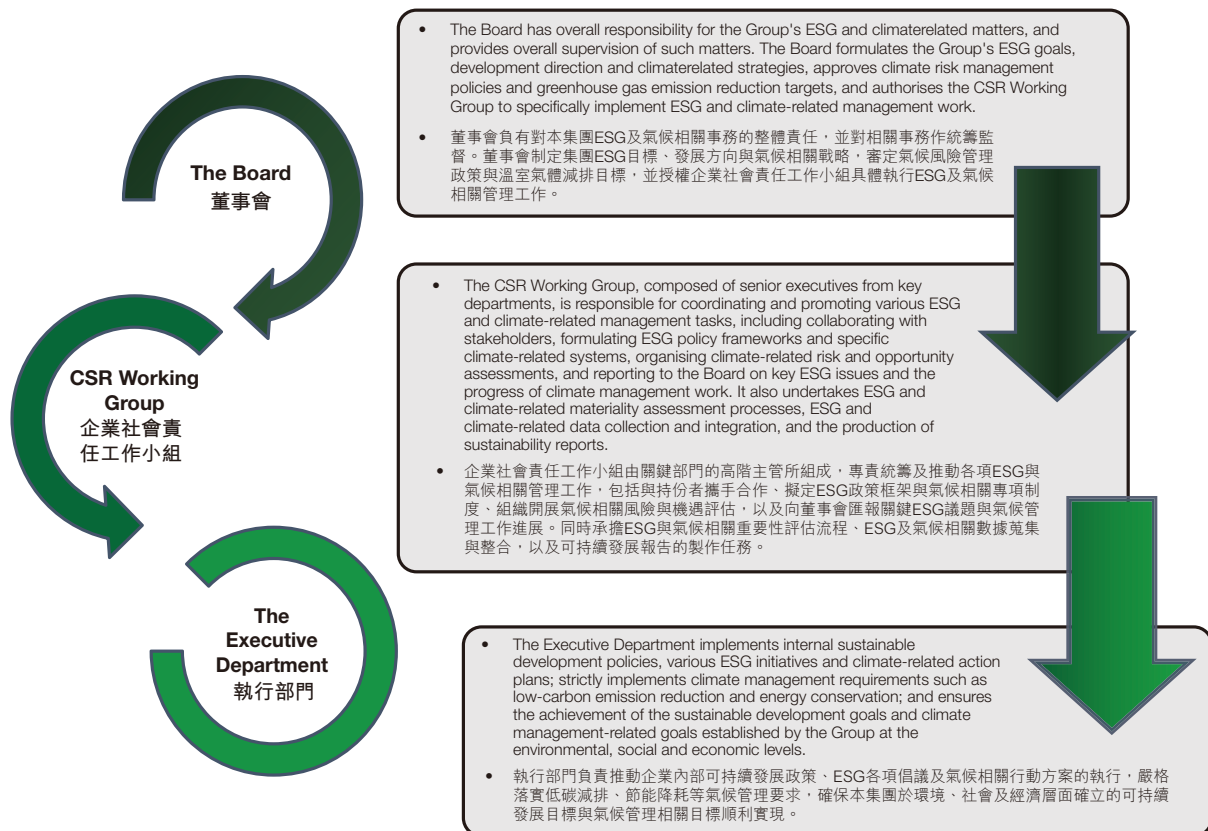 The Board
董事會
• The Board has overall responsibility for the Group's ESG and climaterelated matters, and
provides overall supervision of such matters. The Board formulates the Group's ESG goals,
development direction and climaterelated strategies, approves climate risk management
policies and greenhouse gas emission reduction targets, and authorises the CSR Working
Group to specifically implement ESG and climate-related management work.
• 董事會負有對本集團ESG及氣候相關事務的整體責任，並對相關事務作統籌監
督。董事會制定集團ESG目標、發展方向與氣候相關戰略，審定氣候風險管理
政策與溫室氣體減排目標，並授權企業社會責任工作小組具體執行ESG及氣候
相關管理工作。
CSR Working
Group
企業社會責
任工作小組
• The CSR Working Group, composed of senior executives from key
departments, is responsible for coordinating and promoting various ESG
and climate-related management tasks, including collaborating with
stakeholders, formulating ESG policy frameworks and specific
climate-related systems, organising climate-related risk and opportunity
assessments, and reporting to the Board on key ESG issues and the
progress of climate management work. It also undertakes ESG and
climate-related materiality assessment processes, ESG and
climate-related data collection and integration, and the production of
sustainability reports.
• 企業社會責任工作小組由關鍵部門的高階主管所組成，專責統籌及推動各項ESG與
氣候相關管理工作，包括與持份者攜手合作、擬定ESG政策框架與氣候相關專項制
度、組織開展氣候相關風險與機遇評估，以及向董事會匯報關鍵ESG議題與氣候管
理工作進展。同時承擔ESG與氣候相關重要性評估流程、ESG及氣候相關數據蒐集
與整合，以及可持續發展報告的製作任務。
The
Executive
Department
執行部門
• The Executive Department implements internal sustainable
development policies, various ESG initiatives and climate-related action
plans; strictly implements climate management requirements such as
low-carbon emission reduction and energy conservation; and ensures
the achievement of the sustainable development goals and climate
management-related goals established by the Group at the
environmental, social and economic levels.
• 執行部門負責推動企業內部可持續發展政策、ESG各項倡議及氣候相關行動方案的執行，嚴格
落實低碳減排、節能降耗等氣候管理要求，確保本集團於環境、社會及經濟層面確立的可持續
發展目標與氣候管理相關目標順利實現。